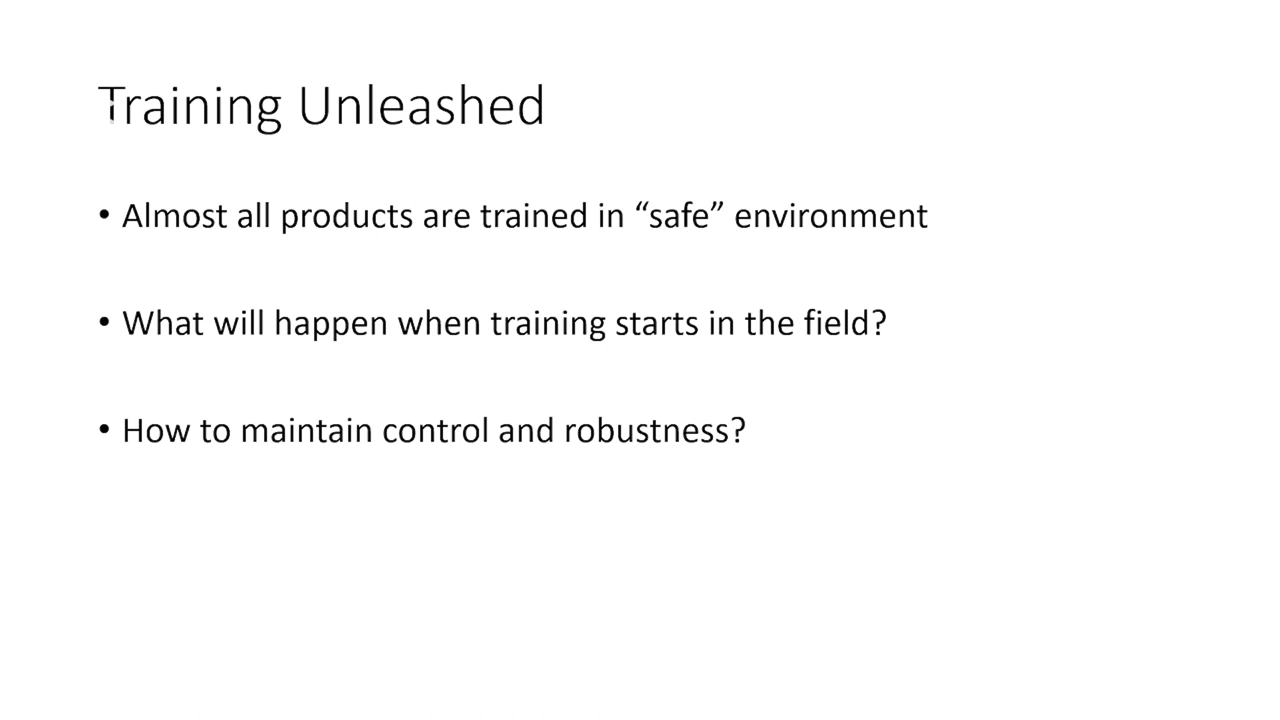 Training Unleashed
• Almost all products are trained in “safe” environment
• What will happen when training starts in the field?
• How to maintain control and robustness?